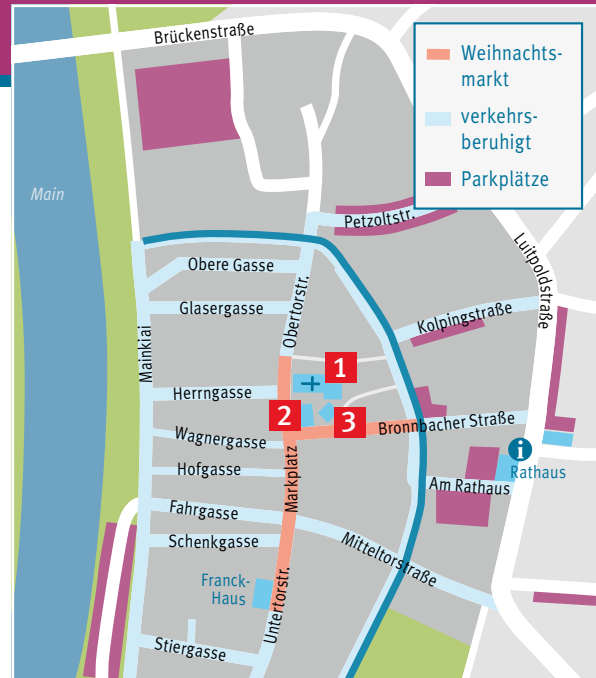 Brückenstraße
Weihnachts-
markt
verkehrs-
beruhigt
Parkplätze
Main
Petzoltstr.
Luitpoldstraße
Obere Gasse
Obertorstr.
Glasergasse
Kolpingstraße
Mainkiai
1
Herrngasse
2
3
Bronnbacher Straße
Wagnergasse
Markplatz
i
Rathaus
Hofgasse
Am Rathaus
Fahrgasse
Schenkgasse
Mitteltorstraße
Franck-
Haus
Untertorstr.
Stiergasse